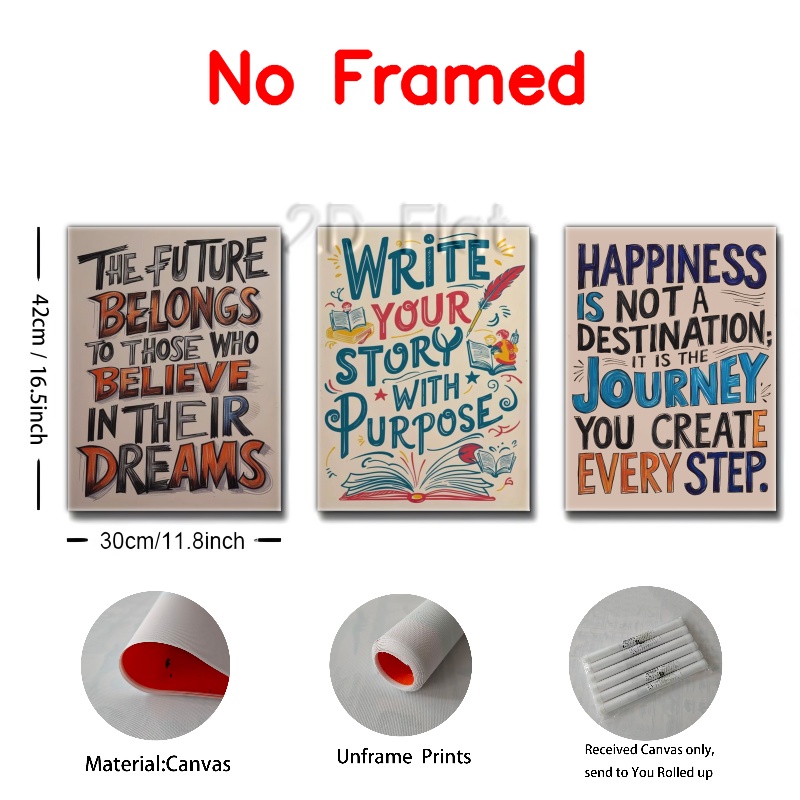 No Framed
2D Flat
42cm / 16.5inch
THE FUTURE
BELONGS
TO THOSE WHO
BELIEVE
IN THEIR
DREAMS
WRiTE
YOUR
STORY
WITH
PURPOSE
HAPPINESS
IS NOT A
DESTINATION;
IT IS THE
JOURNEY
YOU CREATE
EVERY STEP.
30cm/11.8inch
Material:Canvas
Unframe Prints
Received Canvas only,
send to You Rolled up